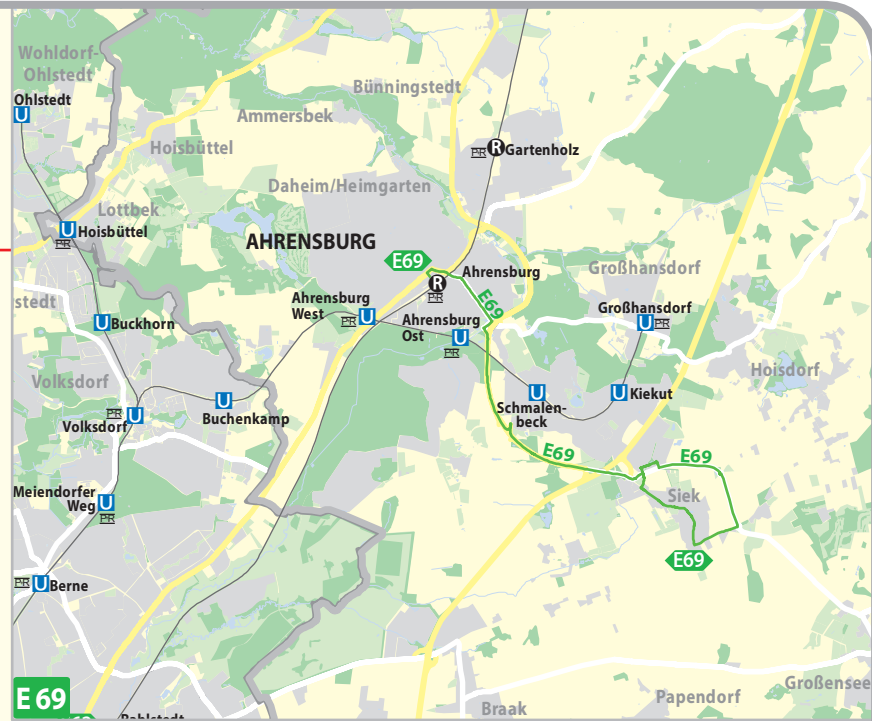 Wohldorf-
Ohlstedt
Ohlstedt
U
Bünningstedt
Ammersbek
Hoisbüttel
P+R
R
Gartenholz
Daheim/Heimgarten
Lottbek
U
Hoisbüttel
P+R
AHRENSBURG
E69
R
Ahrensburg
P+R
Großhansdorf
stedt
Ahrensburg
West
P+R
U
E69
Ahrensburg
Ost
U
P+R
Großhansdorf
U
P+R
U
Buckhorn
Volksdorf
Hoisdorf
U
Buchenkamp
U
Schmalen-
beck
U
Kiekut
P+R
Volksdorf
U
E69
E69
Meiendorfer
Weg
U
P+R
Siek
E69
P+R
U
Berne
E 69
Braak
Papendorf
Großensee
Rahlstedt